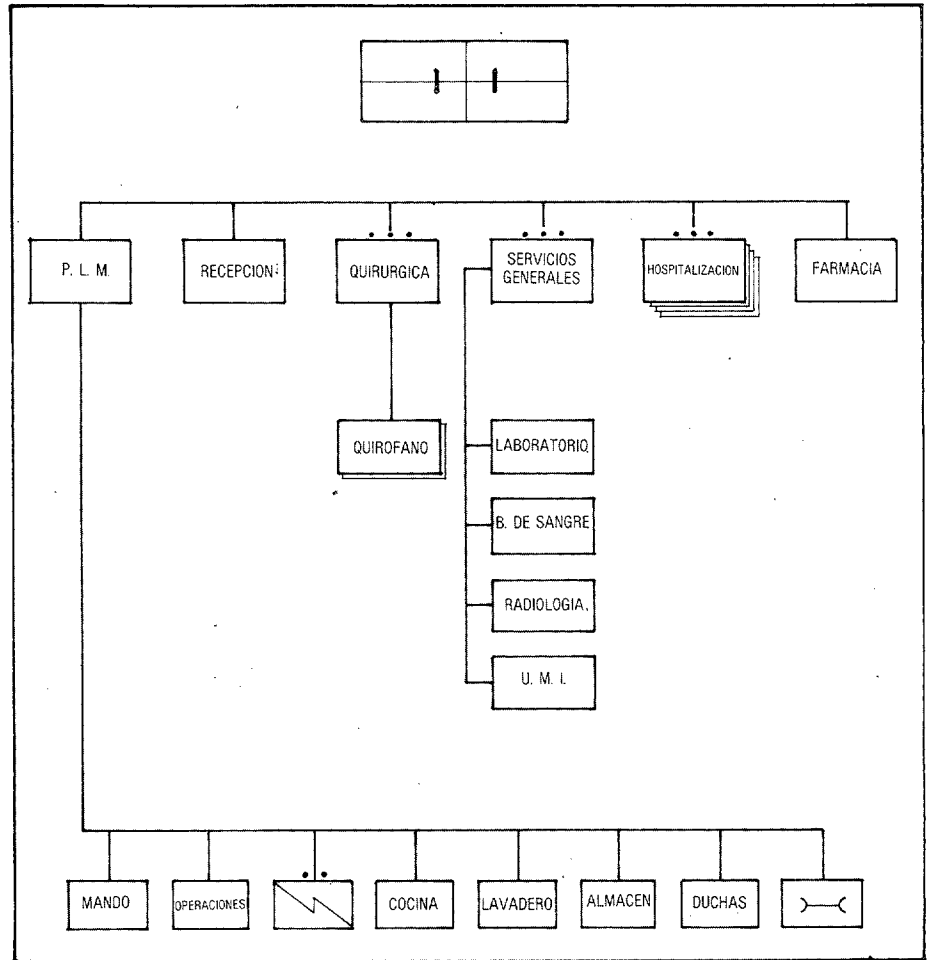 P. L. M.
RECEPCION
QUIRURGICA
SERVICIOS
GENERALES
HOSPITALIZACION
FARMACIA
QUIROFANO
LABORATORIO
B. DE SANGRE
RADIOLOGIA
U. M. I.
MANDO
OPERACIONES
COCINA
LAVADERO
ALMACEN
DUCHAS